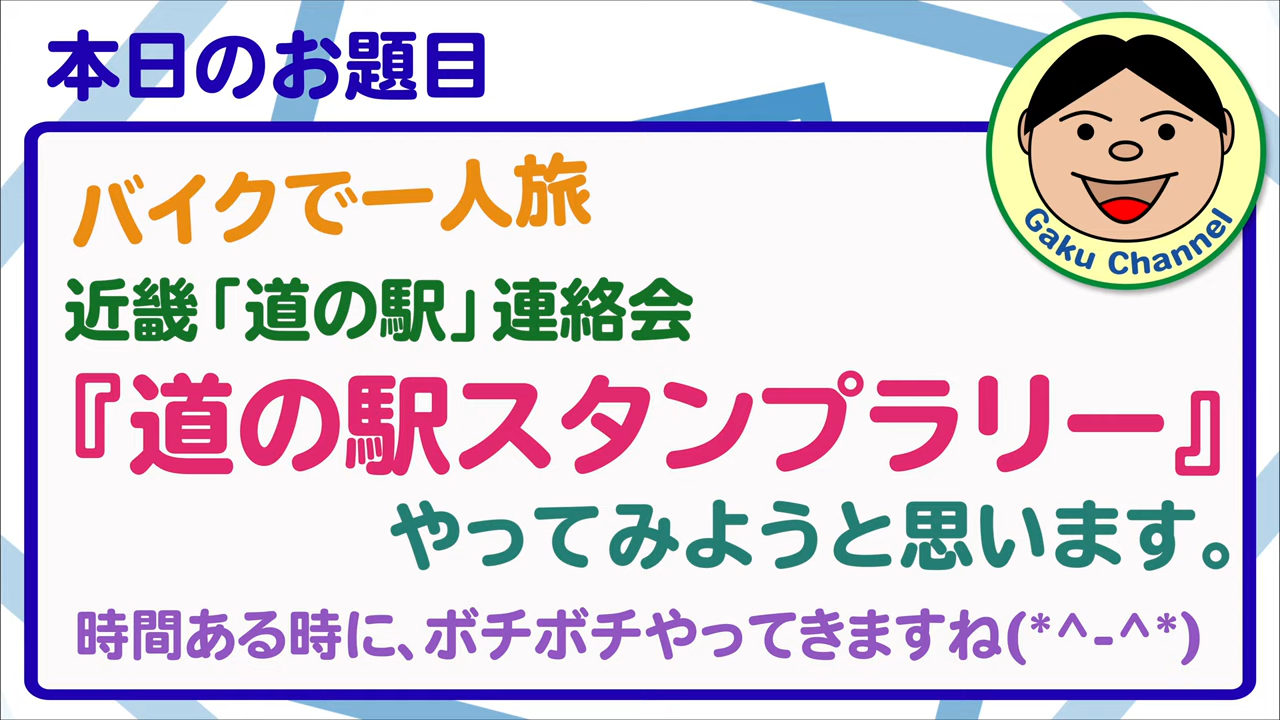 本日のお題目
バイクで一人旅
近畿「道の駅」連絡会
『道の駅スタンプラリー』
やってみようと思います。
時間ある時に、ボチボチやってきますね(*^-^*)
Gaku Channel